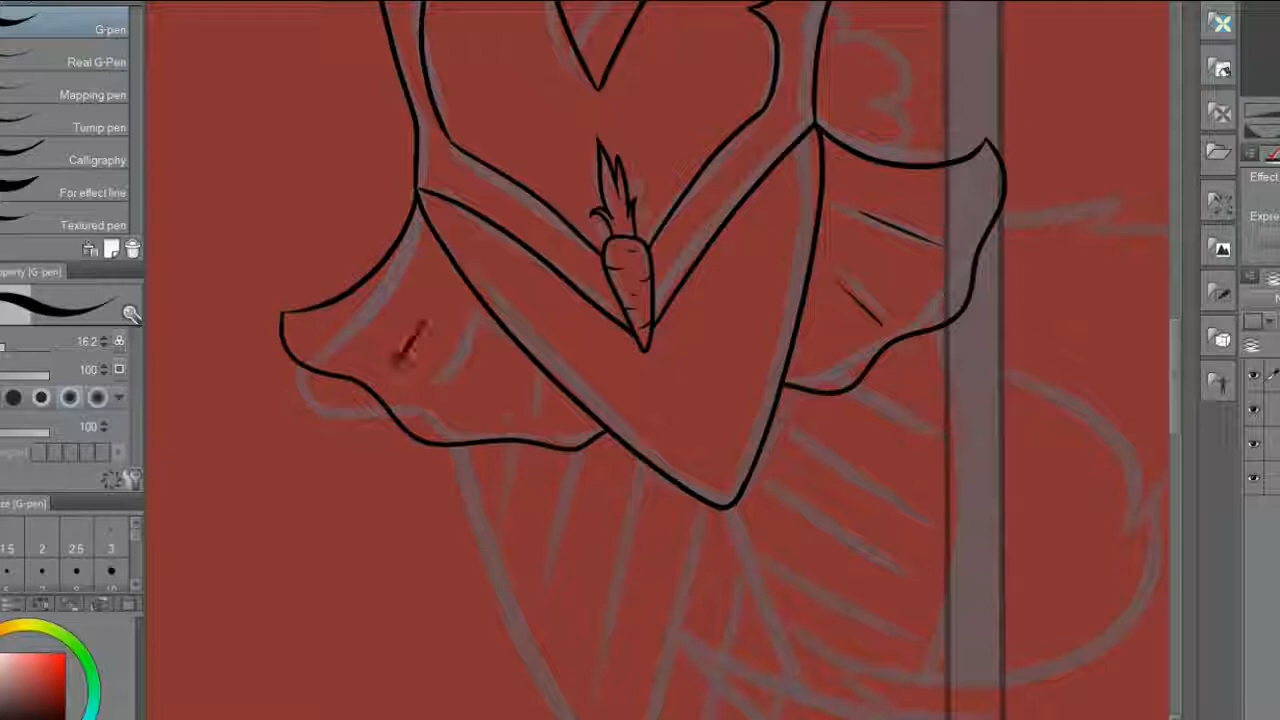 G-pen
Real G-Pen
Mapping pen
Turnip pen
Calligraphy
For effect line
Textured pen
operty [G-pen]
16.2
100
100
ze [G-pen]
1.5 2 2.5 3
Effect
Expre